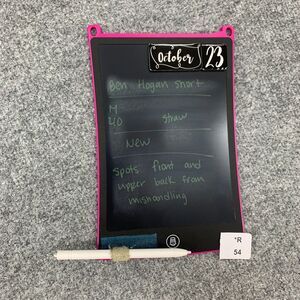 October 23
Ben Hogan short
M
40 Straw
New
spots front and
upper back from
mishandling
*R
54